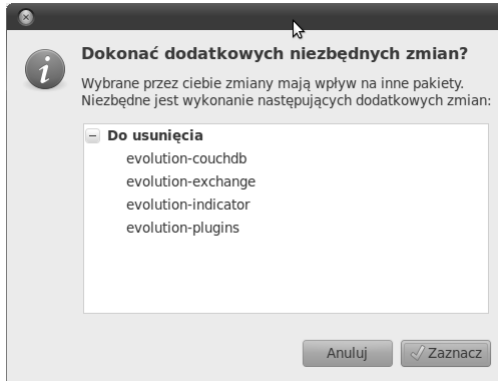 Dokonać dodatkowych niezbędnych zmian?
Wybrane przez ciebie zmiany mają wpływ na inne pakiety.
Niezbędne jest wykonanie następujących dodatkowych zmian:
Do usunięcia
evolution-couchdb
evolution-exchange
evolution-indicator
evolution-plugins
Anuluj
Zaznacz